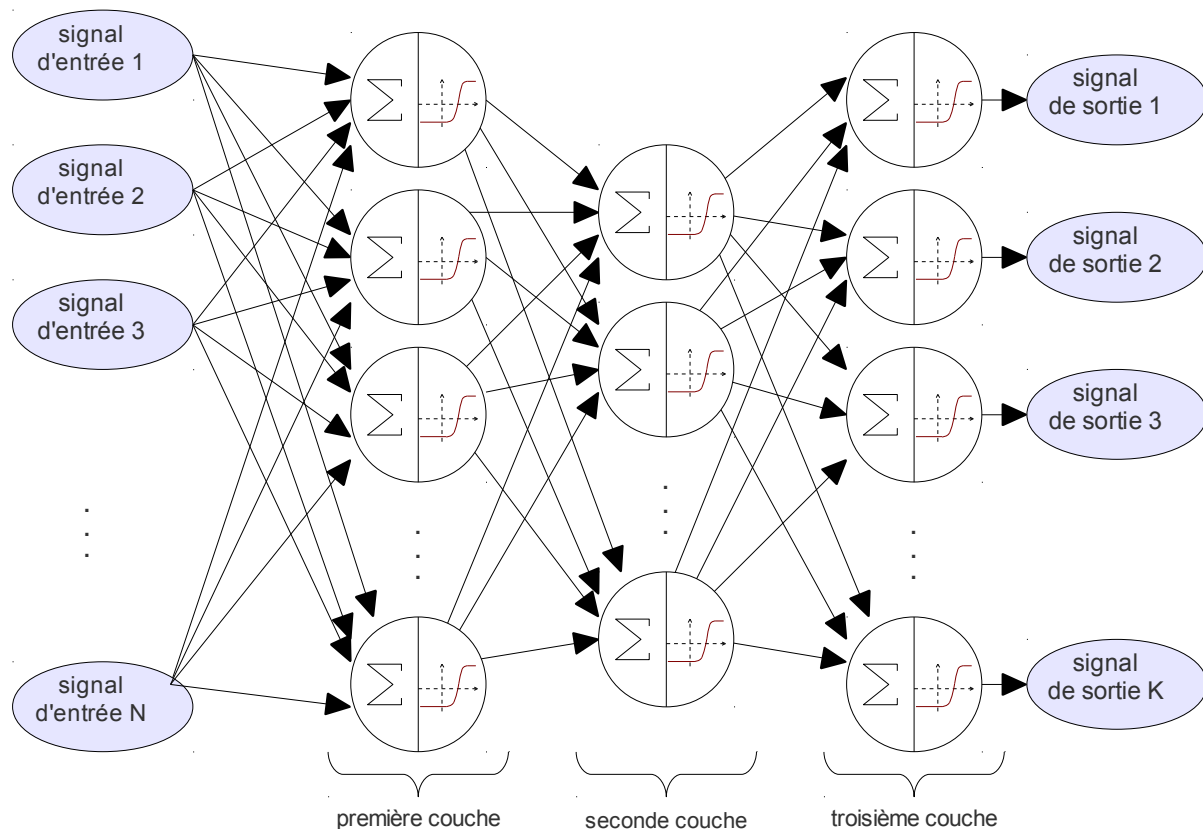 signal
d'entrée 1
signal
d'entrée 2
signal
d'entrée 3
signal
d'entrée N
signal
de sortie 1
signal
de sortie 2
signal
de sortie 3
signal
de sortie K
première couche
seconde couche
troisième couche